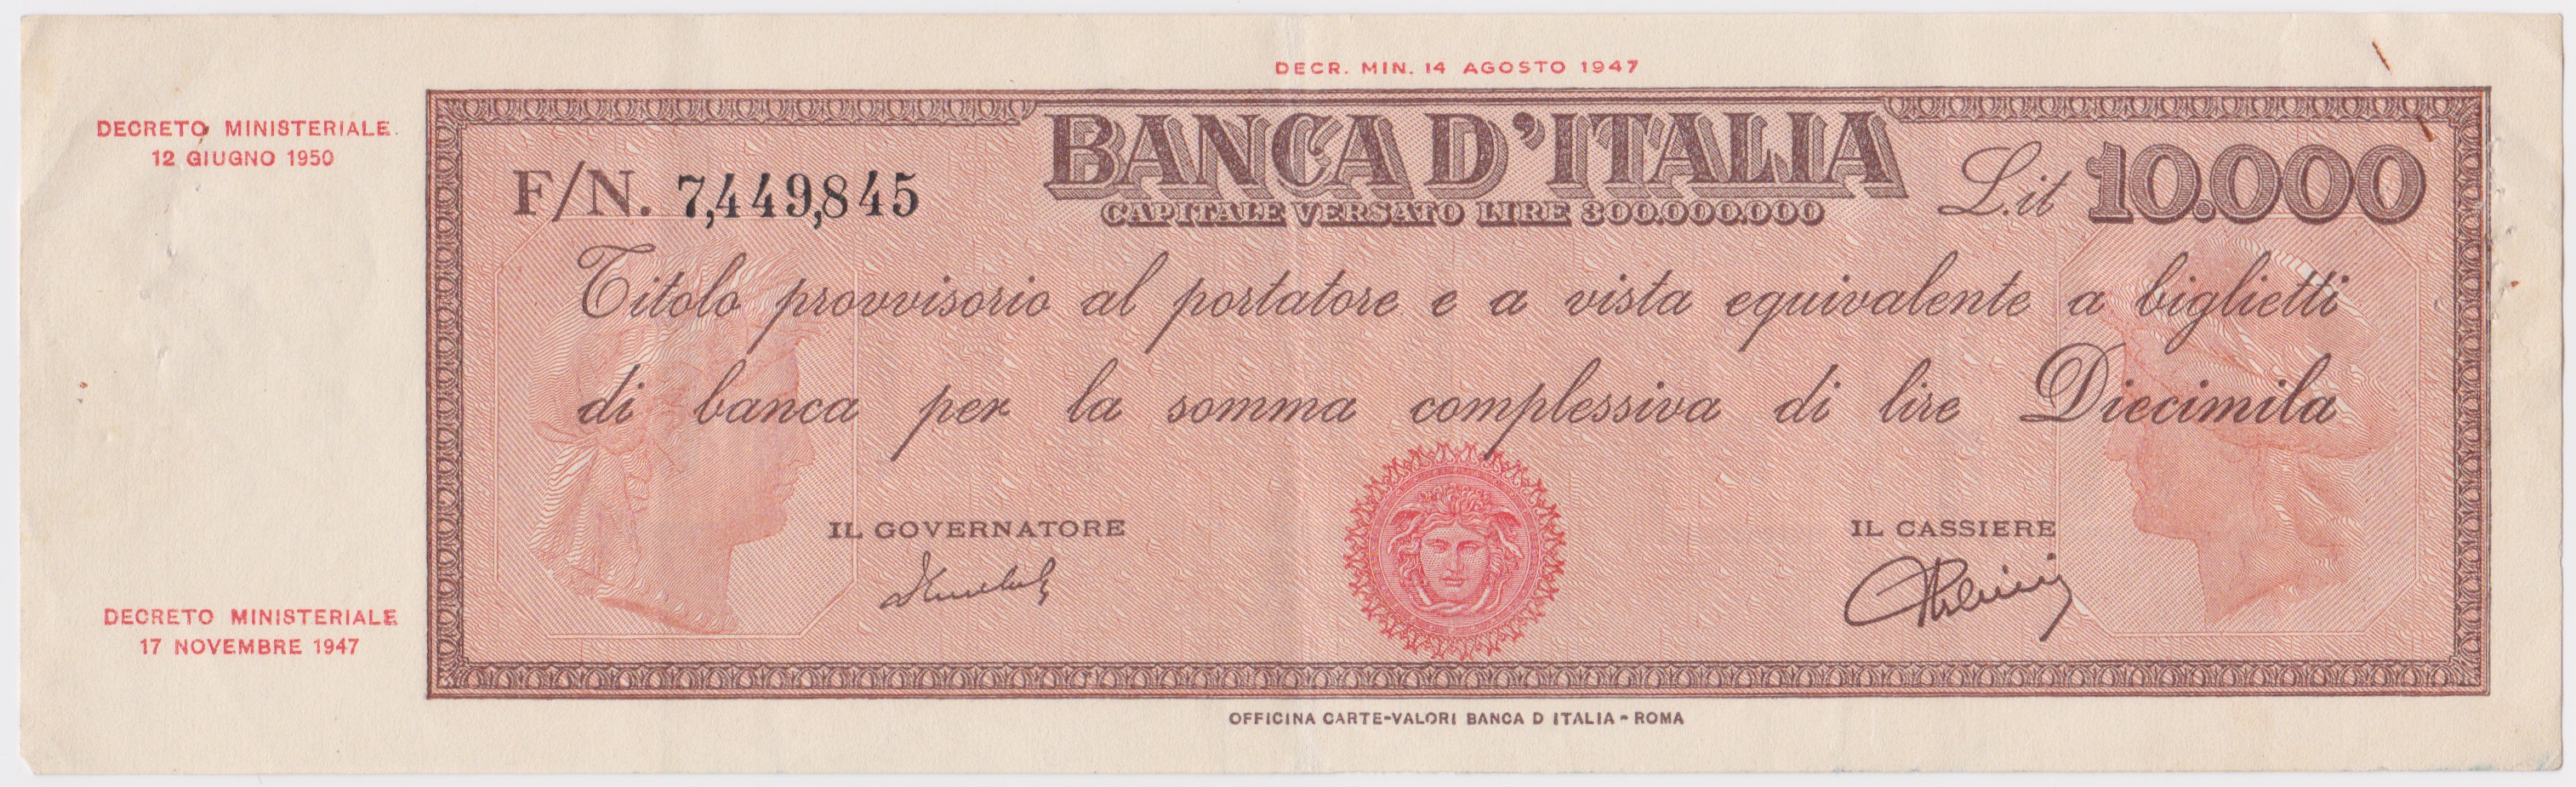 DECR. MIN. 14 AGOSTO 1947
DECRETO MINISTERIALE
12 GIUGNO 1950
BANCA D'ITALIA
CAPITALE VERSATO LIRE 300.000.000
F/N. 7,449,845
L.it 10.000
Titolo provvisorio al portatore e a vista equivalente a biglietti
di banca per la somma complessiva di lire Diecimila
IL GOVERNATORE
IL CASSIERE
DECRETO MINISTERIALE
17 NOVEMBRE 1947
OFFICINA CARTE-VALORI BANCA D ITALIA - ROMA